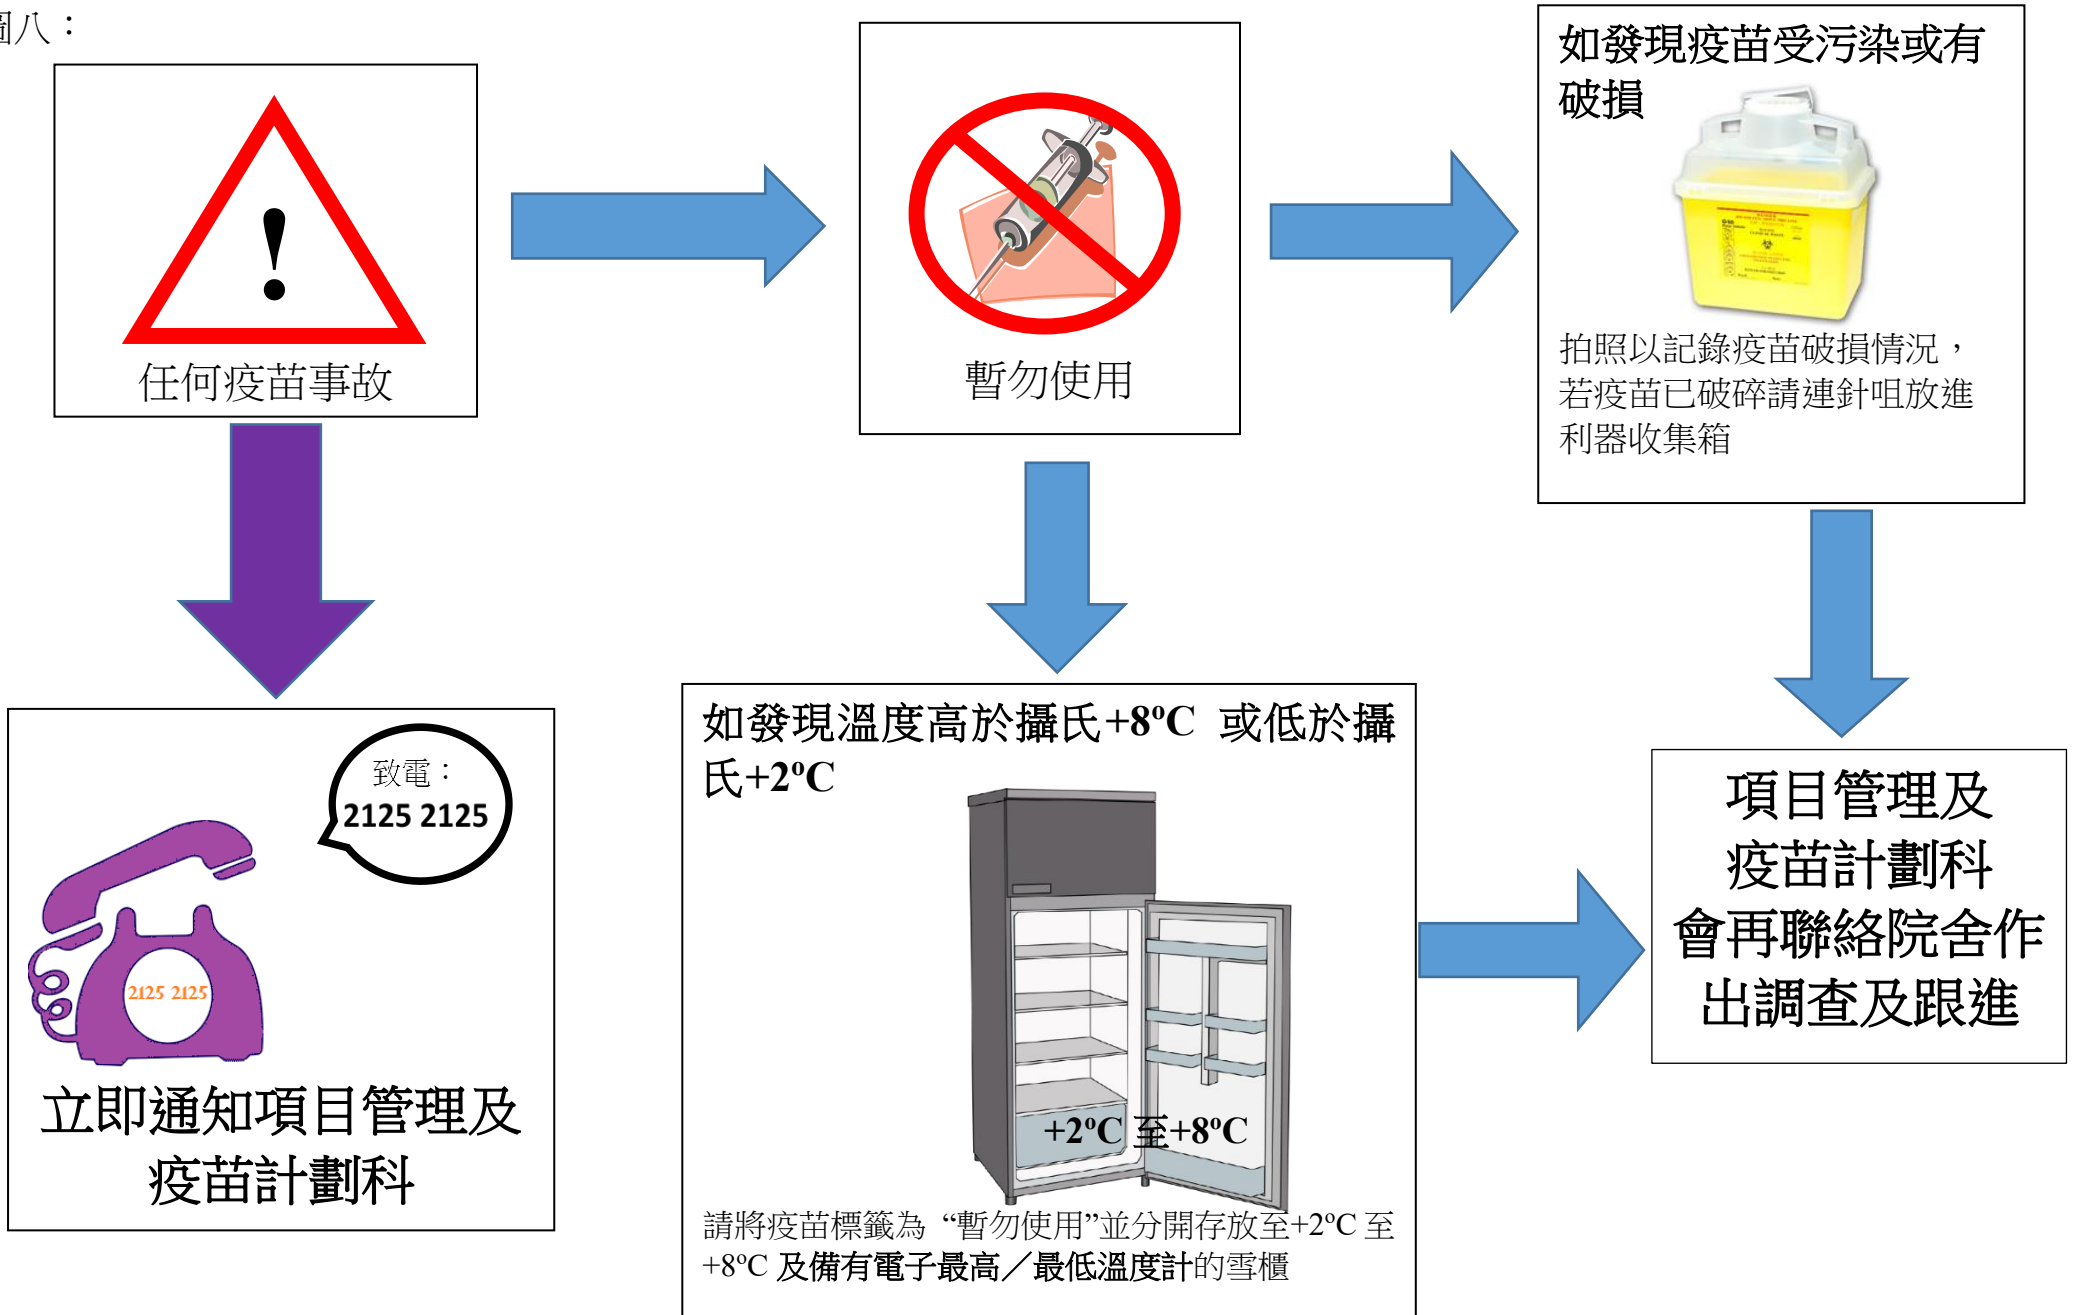 圖八：
!
任何疫苗事故
暫勿使用
如發現疫苗受污染或有
破損
拍照以記錄疫苗破損情況，
若疫苗已破碎請連針咀放進
利器收集箱
致電：
2125 2125
2125 2125
立即通知項目管理及
疫苗計劃科
如發現溫度高於攝氏+8ºC 或低於攝
氏+2ºC
+2ºC 至+8ºC
請將疫苗標籤為 “暫勿使用”並分開存放至+2ºC 至
+8ºC 及備有電子最高／最低溫度計的雪櫃
項目管理及
疫苗計劃科
會再聯絡院舍作
出調查及跟進